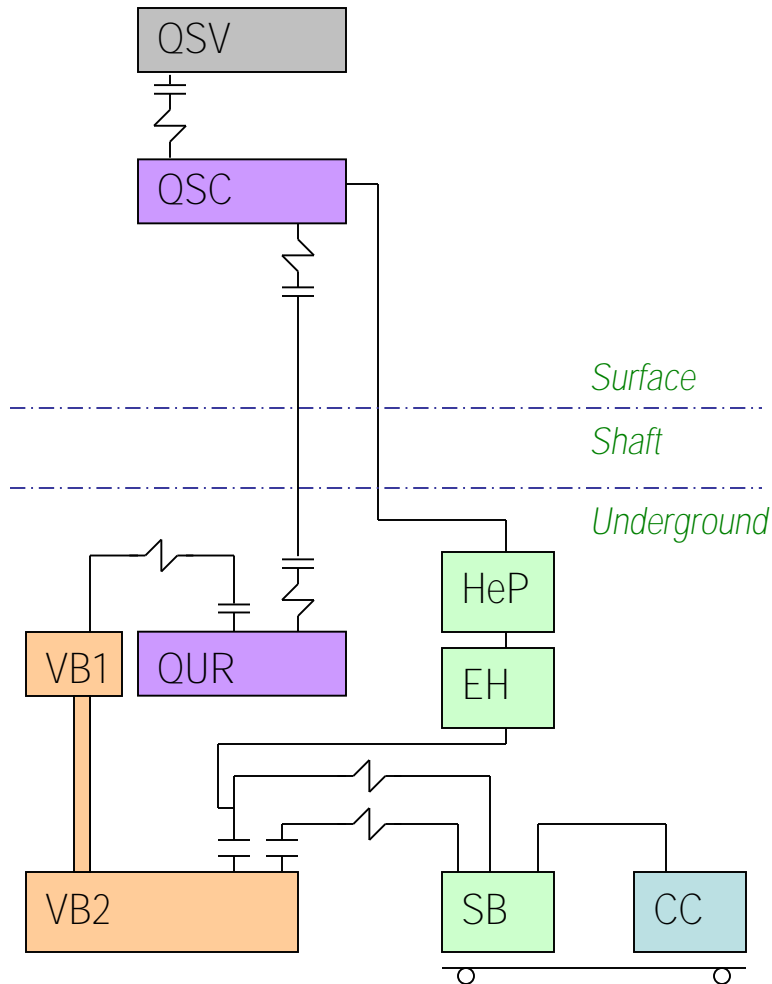 QSV
QSC
Surface
Shaft
Underground
HeP
VB1
QUR
EH
VB2
SB
CC